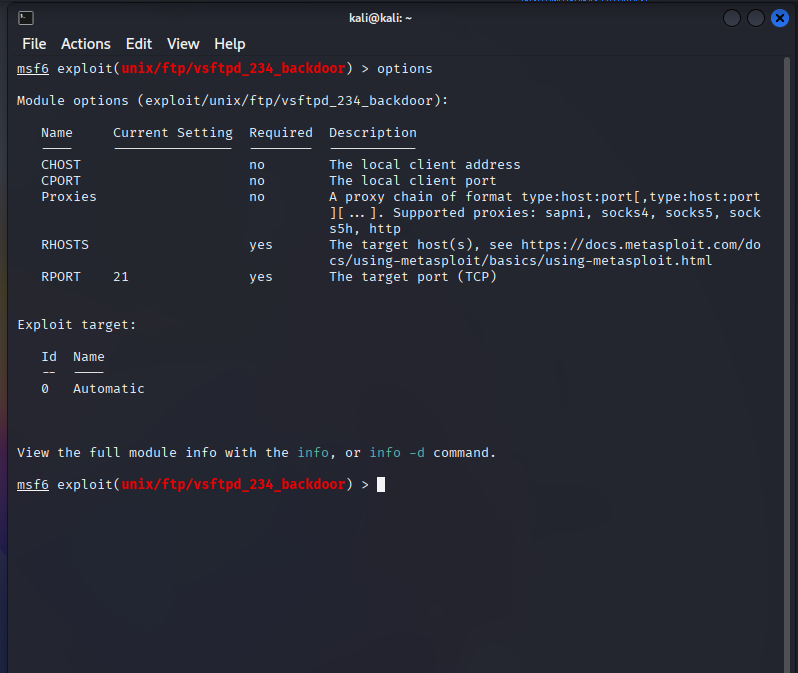 kali@kali: ~
File Actions Edit View Help
msf6 exploit(unix/ftp/vsftpd_234_backdoor) > options
Module options (exploit/unix/ftp/vsftpd_234_backdoor):
Name Current Setting Required Description
CHOST no The local client address
CPORT no The local client port
Proxies no A proxy chain of format type:host:port[,type:host:port
][...]. Supported proxies: sapni, socks4, socks5, sock
s5h, http
RHOSTS yes The target host(s), see https://docs.metasploit.com/do
cs/using-metasploit/basics/using-metasploit.html
RPORT 21 yes The target port (TCP)
Exploit target:
Id Name
-- ----
0 Automatic
View the full module info with the info, or info -d command.
msf6 exploit(unix/ftp/vsftpd_234_backdoor) >